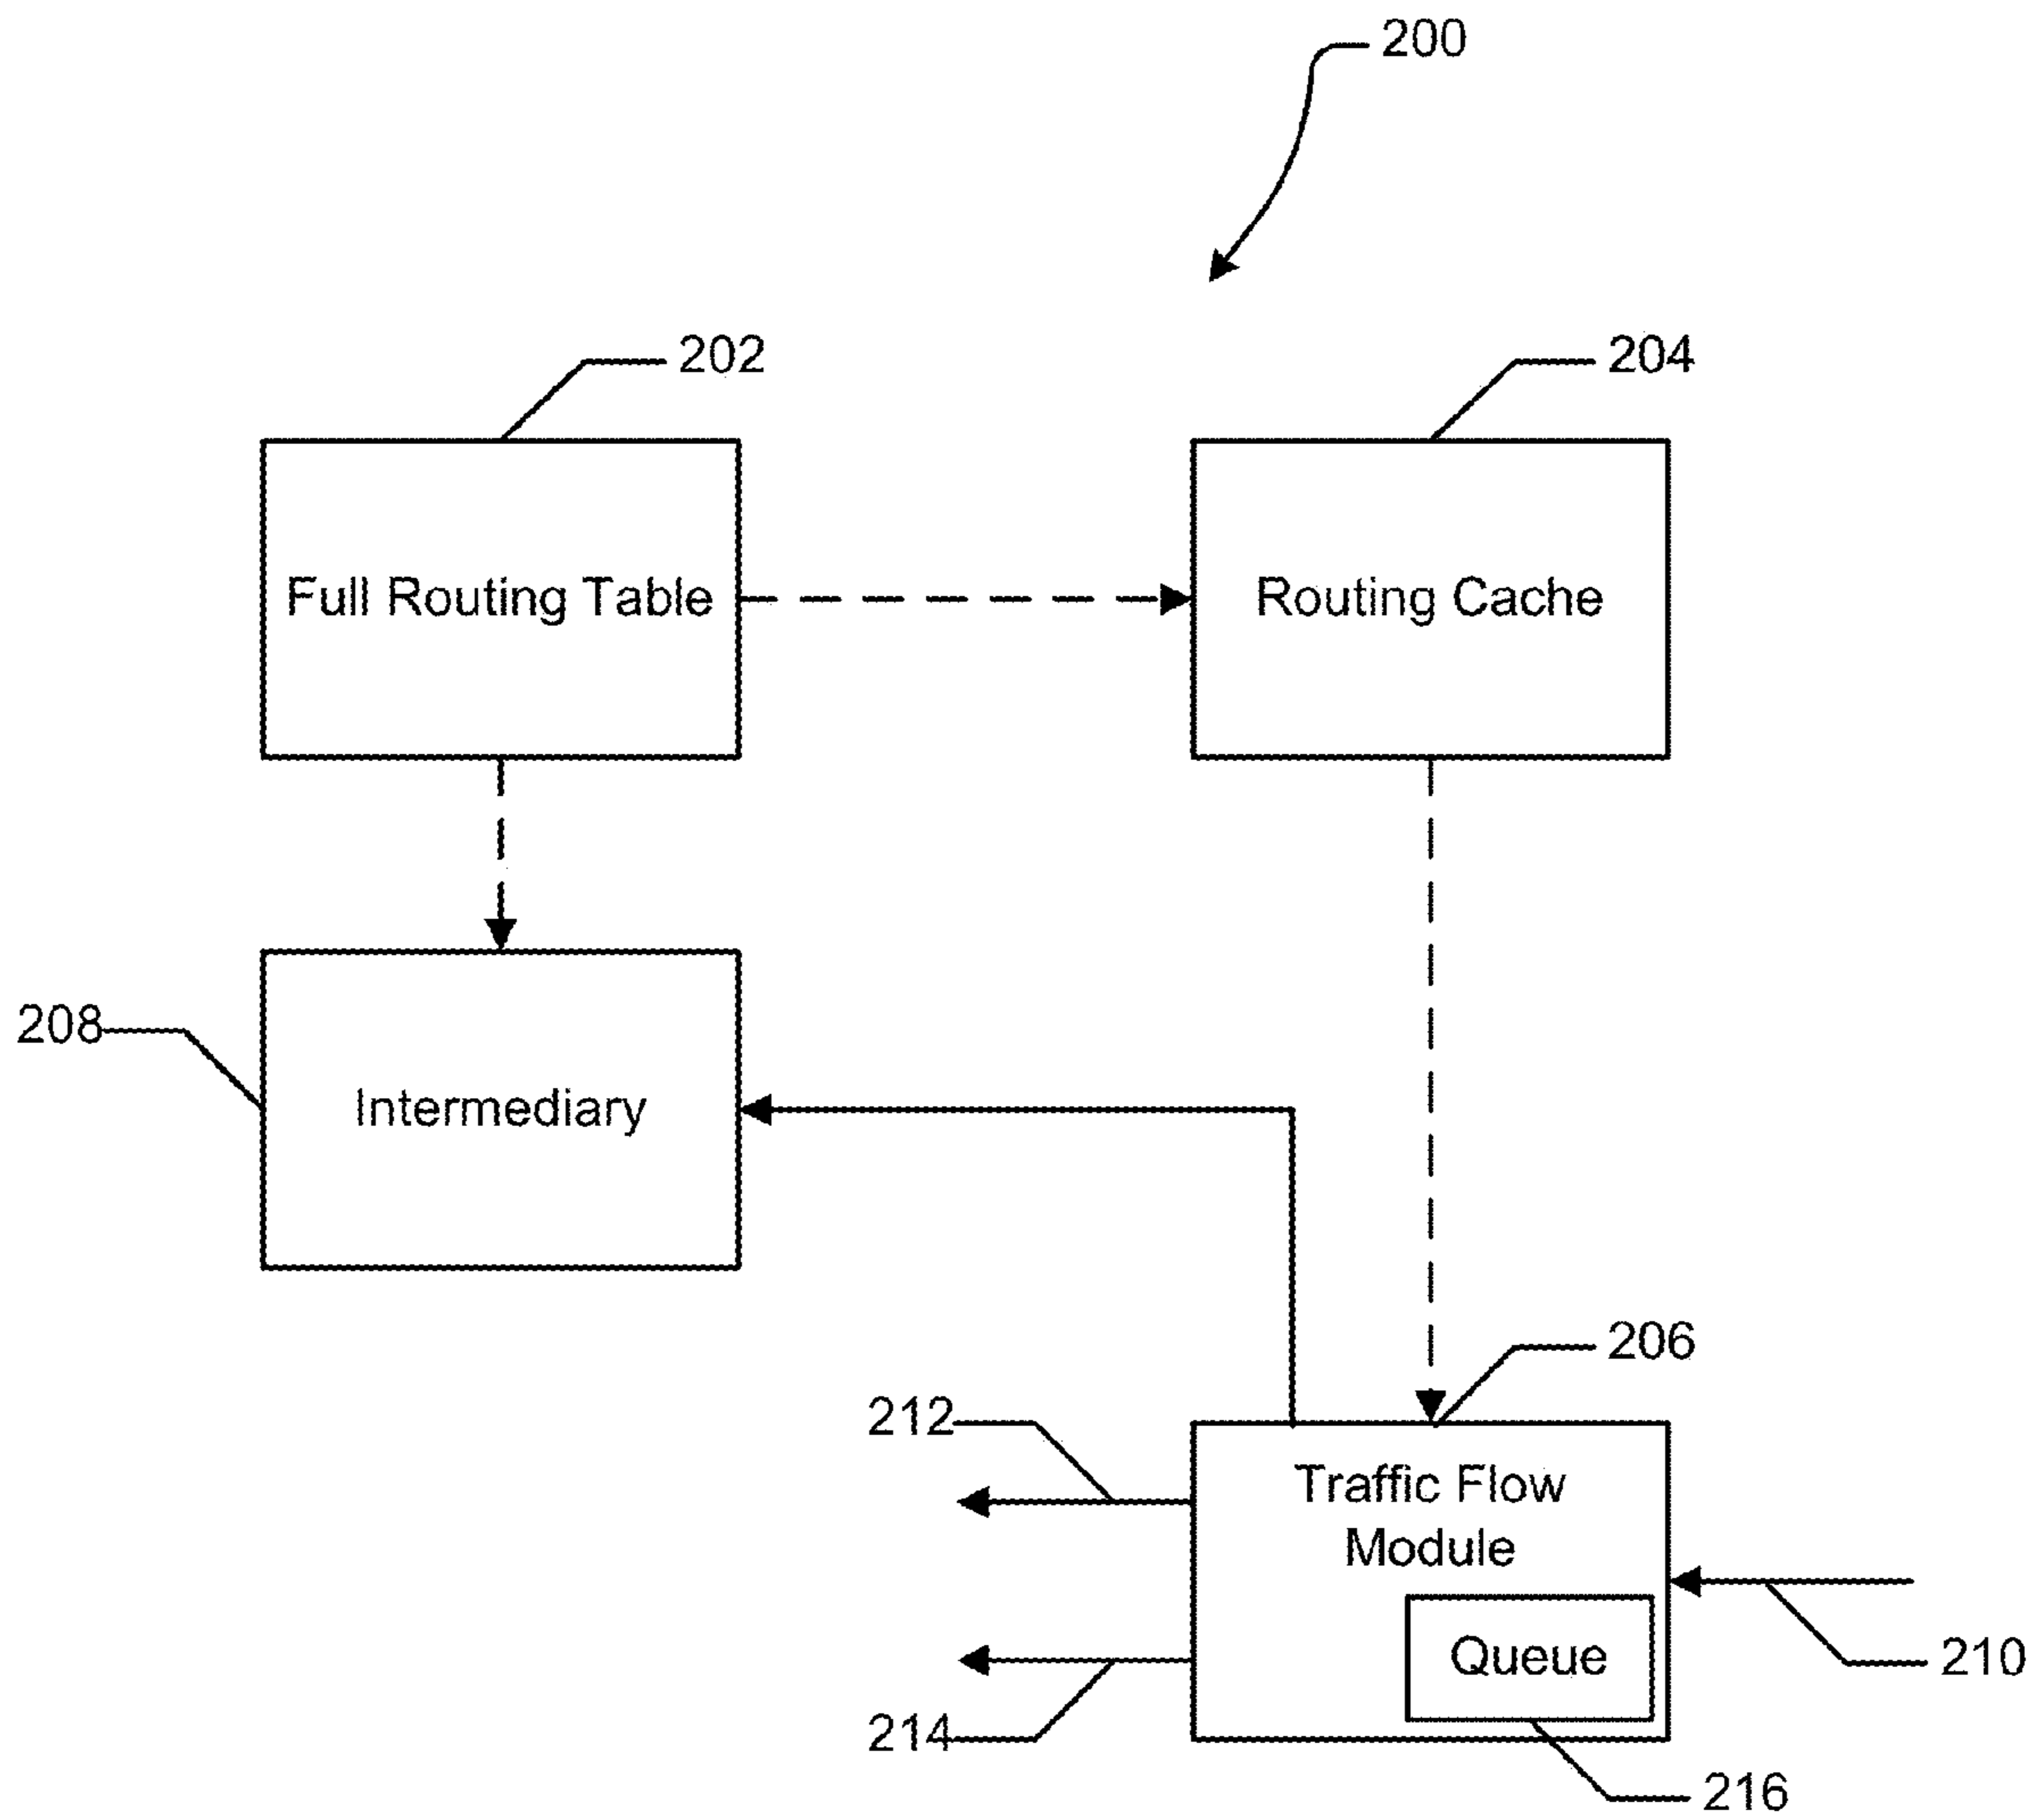 200
202
204
Full Routing Table
Routing Cache
208
Intermediary
206
212
Traffic Flow
Module
Queue
210
214
216